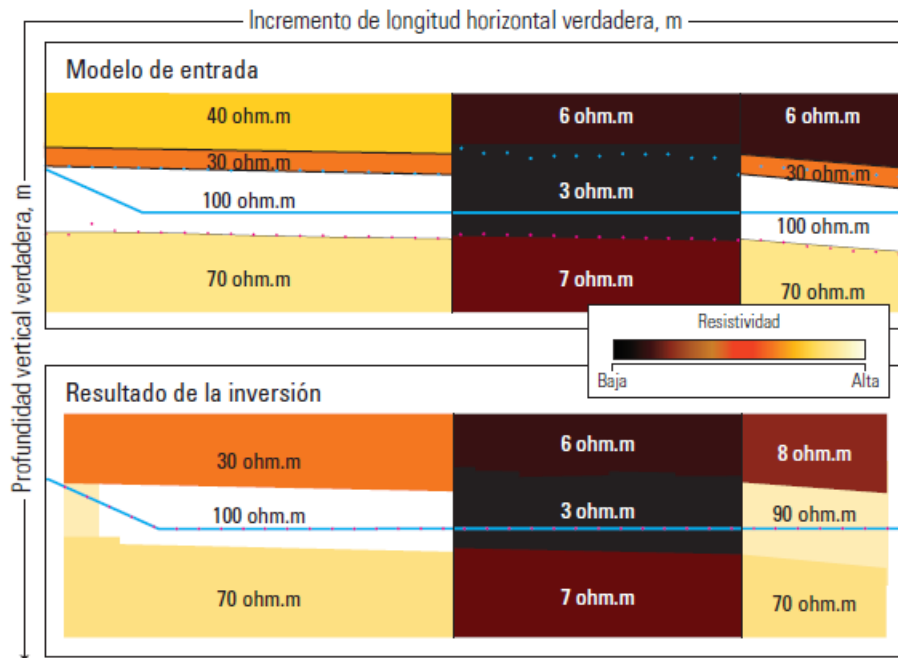 Incremento de longitud horizontal verdadera, m
Profundidad vertical verdadera, m
Modelo de entrada
40 ohm.m
6 ohm.m
6 ohm.m
30 ohm.m
30 ohm.m
100 ohm.m
3 ohm.m
100 ohm.m
70 ohm.m
7 ohm.m
70 ohm.m
Resistividad
Baja
Alta
Resultado de la inversión
30 ohm.m
6 ohm.m
8 ohm.m
100 ohm.m
3 ohm.m
90 ohm.m
70 ohm.m
7 ohm.m
70 ohm.m